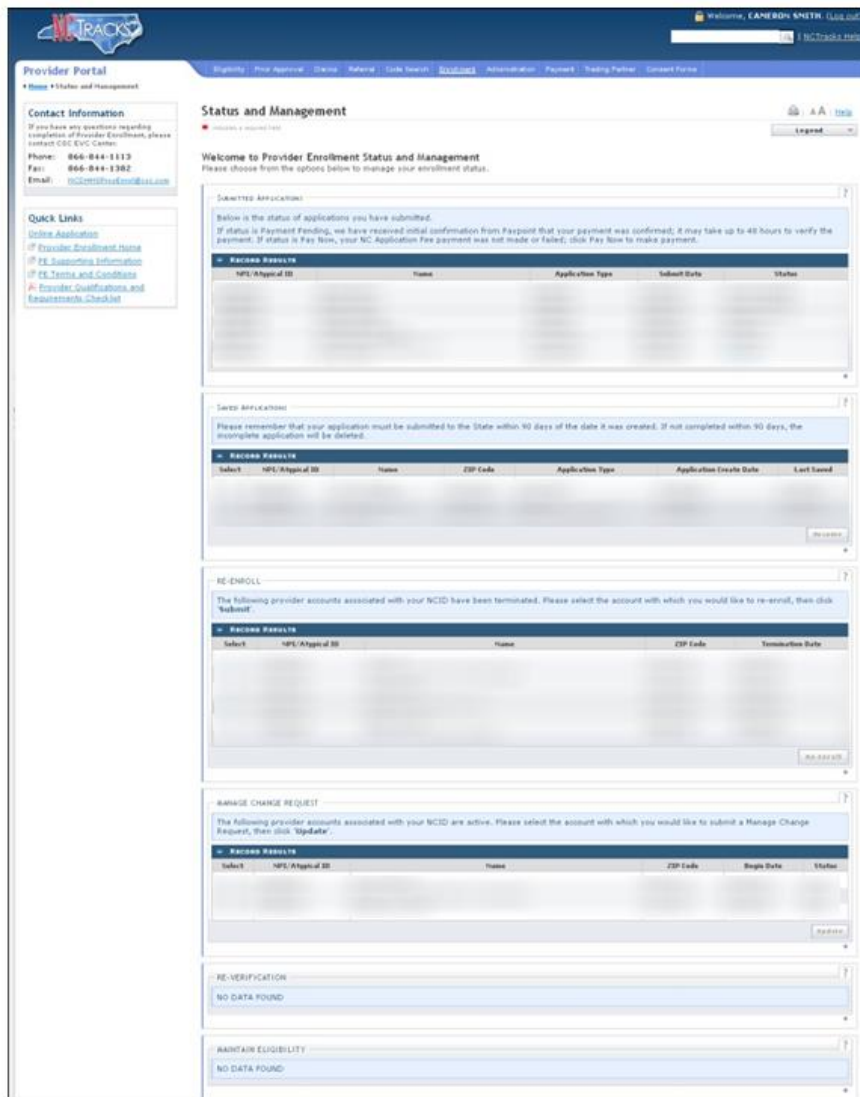 NCTRACKS
Welcome, CAMERON SMITH. (Log out)
NCTracks Help
Provider Portal
Eligibility Prior Approval Claims Referral Code Search Enrollment Administration Payment Trading Partner Consent Forms
Home Status and Management
Contact Information
If you have any questions regarding
completion of Provider Enrollment, please
contact CSC EVC Center:
Phone: 866-844-1113
Fax: 866-844-1382
Email:
Quick Links
Online Application
Provider Enrollment Home
PE Supporting Information
PE Terms and Conditions
Provider Qualifications and
Requirements Checklist
Status and Management
A A Help
indicates a required field
Legend
Welcome to Provider Enrollment Status and Management
Please choose from the options below to manage your enrollment status.
SUBMITTED APPLICATIONS
?
Below is the status of applications you have submitted.
If status is Payment Pending, we have received initial confirmation from Paypoint that your payment was confirmed; it may take up to 48 hours to verify the
payment. If status is Pay Now, your NC Application Fee payment was not made or failed; click Pay Now to make payment.
RECORD RESULTS
NPI/Atypical ID Name Application Type Submit Date Status
SAVED APPLICATIONS
?
Please remember that your application must be submitted to the State within 90 days of the date it was created. If not completed within 90 days, the
incomplete application will be deleted.
RECORD RESULTS
Select NPI/Atypical ID Name ZIP Code Application Type Application Create Date Last Saved
Resume
RE-ENROLL
?
The following provider accounts associated with your NCID have been terminated. Please select the account with which you would like to re-enroll, then click
'Submit'.
RECORD RESULTS
Select NPI/Atypical ID Name ZIP Code Termination Date
Re-enroll
MANAGE CHANGE REQUEST
?
The following provider accounts associated with your NCID are active. Please select the account with which you would like to submit a Manage Change
Request, then click 'Update'.
RECORD RESULTS
Select NPI/Atypical ID Name ZIP Code Begin Date Status
Update
RE-VERIFICATION
?
NO DATA FOUND
MAINTAIN ELIGIBILITY
?
NO DATA FOUND